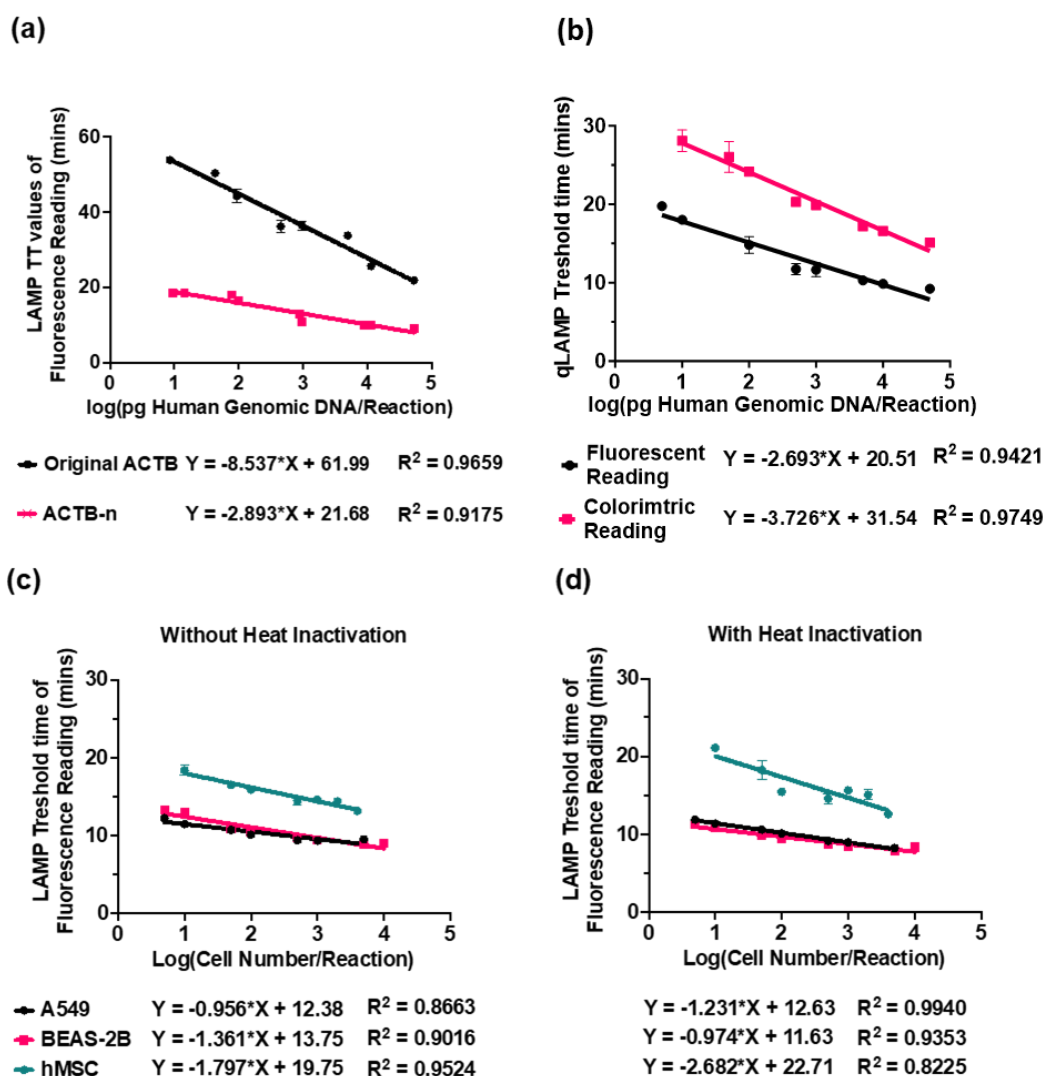 (a)
LAMP TT values of
Fluorescence Reading (mins)
60
40
20
0
0 1 2 3 4 5
log(pg Human Genomic DNA/Reaction)
Original ACTB Y = -8.537*X + 61.99 R² = 0.9659
ACTB-n Y = -2.893*X + 21.68 R² = 0.9175
(b)
qLAMP Treshold time (mins)
30
20
10
0
0 1 2 3 4 5
log(pg Human Genomic DNA/Reaction)
Fluorescent
Reading
Y = -2.693*X + 20.51 R² = 0.9421
Colorimtric
Reading
Y = -3.726*X + 31.54 R² = 0.9749
(c)
Without Heat Inactivation
LAMP Treshold time of
Fluorescence Reading (mins)
30
20
10
0
0 1 2 3 4 5
Log(Cell Number/Reaction)
A549 Y = -0.956*X + 12.38 R² = 0.8663
BEAS-2B Y = -1.361*X + 13.75 R² = 0.9016
hMSC Y = -1.797*X + 19.75 R² = 0.9524
(d)
With Heat Inactivation
LAMP Treshold time of
Fluorescence Reading (mins)
30
20
10
0
0 1 2 3 4 5
Log(Cell Number/Reaction)
Y = -1.231*X + 12.63 R² = 0.9940
Y = -0.974*X + 11.63 R² = 0.9353
Y = -2.682*X + 22.71 R² = 0.8225